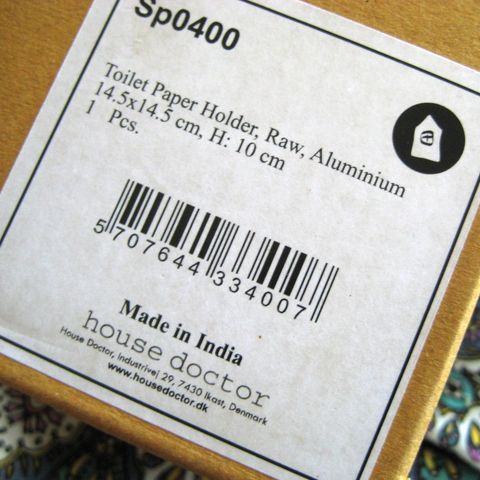 Sp0400
Toilet Paper Holder, Raw, Aluminium
14.5x14.5 cm, H: 10 cm
1 Pcs.
5 707644 334007
Made in India
house doctor
House Doctor, Industrivej 29, 7430 Ikast, Denmark
www.housedoctor.dk